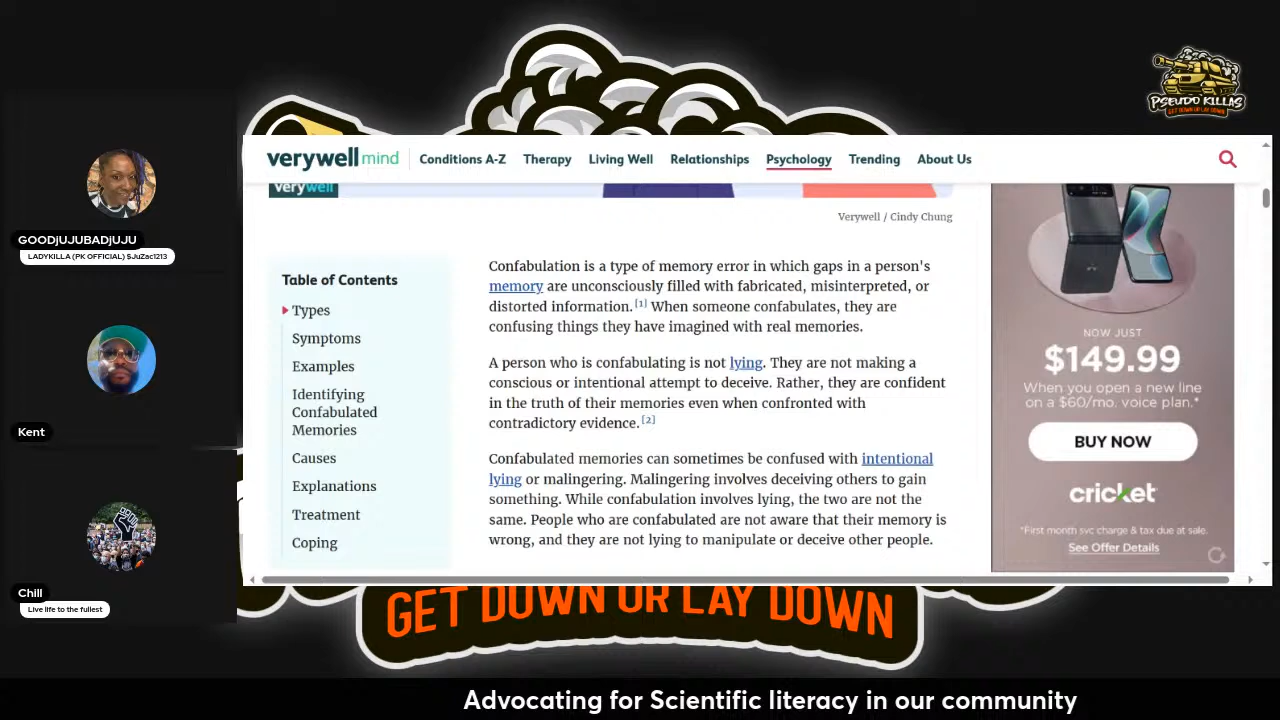 PSEUDO KILLAS
GET DOWN OR LAY DOWN
verywell mind
Conditions A-Z
Therapy
Living Well
Relationships
Psychology
Trending
About Us
verywell
Verywell / Cindy Chung
GOODjUJUBADjUJU
LADYKILLA (PK OFFICIAL) $JuZac1213
Kent
Chill
Live life to the fullest
Table of Contents
Types
Symptoms
Examples
Identifying
Confabulated
Memories
Causes
Explanations
Treatment
Coping
Confabulation is a type of memory error in which gaps in a person's
memory are unconsciously filled with fabricated, misinterpreted, or
distorted information.[1] When someone confabulates, they are
confusing things they have imagined with real memories.
A person who is confabulating is not lying. They are not making a
conscious or intentional attempt to deceive. Rather, they are confident
in the truth of their memories even when confronted with
contradictory evidence.[2]
Confabulated memories can sometimes be confused with intentional
lying or malingering. Malingering involves deceiving others to gain
something. While confabulation involves lying, the two are not the
same. People who are confabulated are not aware that their memory is
wrong, and they are not lying to manipulate or deceive other people.
NOW JUST
$149.99
When you open a new line
on a $60/mo. voice plan.*
BUY NOW
cricket
*First month svc charge & tax due at sale.
See Offer Details
GET DOWN OR LAY DOWN
Advocating for Scientific literacy in our community